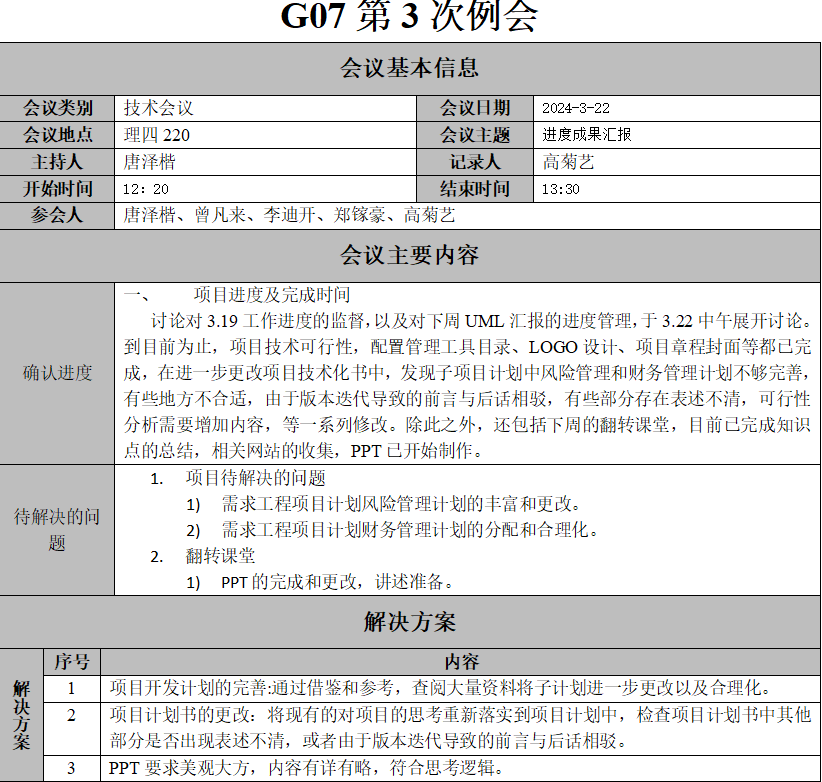 G07 第 3 次例会
会议基本信息
会议类别 技术会议 会议日期 2024-3-22
会议地点 理四 220 会议主题 进度成果汇报
主持人 唐泽楷 记录人 高菊艺
开始时间 12：20 结束时间 13:30
参会人 唐泽楷、曾凡来、李迪开、郑镓豪、高菊艺
会议主要内容
确认进度
一、 项目进度及完成时间
讨论对 3.19 工作进度的监督，以及对下周 UML 汇报的进度管理，于 3.22 中午展开讨论。
到目前为止，项目技术可行性，配置管理工具目录、LOGO 设计、项目章程封面等都已完
成，在进一步更改项目技术化书中，发现子项目计划中风险管理和财务管理计划不够完善，
有些地方不合适，由于版本迭代导致的前言与后话相驳，有些部分存在表述不清，可行性
分析需要增加内容，等一系列修改。除此之外，还包括下周的翻转课堂，目前已完成知识
点的总结，相关网站的收集，PPT 已开始制作。
待解决的问
题
1. 项目待解决的问题
1) 需求工程项目计划风险管理计划的丰富和更改。
2) 需求工程项目计划财务管理计划的分配和合理化。
2. 翻转课堂
1) PPT 的完成和更改，讲述准备。
解决方案
解决方案
序号 内容
1 项目开发计划的完善:通过借鉴和参考，查阅大量资料将子计划进一步更改以及合理化。
2 项目计划书的更改：将现有的对项目的思考重新落实到项目计划中，检查项目计划书中其他
部分是否出现表述不清，或者由于版本迭代导致的前言与后话相驳。
3 PPT 要求美观大方，内容有详有略，符合思考逻辑。